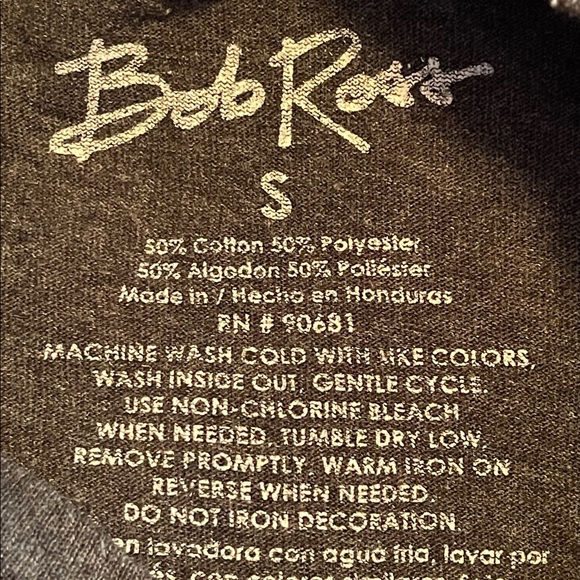 Bob Ross
S
50% Cotton 50% Polyester
50% Algodon 50% Poliéster
Made in / Hecho en Honduras
RN # 90681
MACHINE WASH COLD WITH LIKE COLORS,
WASH INSIDE OUT, GENTLE CYCLE.
USE NON-CHLORINE BLEACH
WHEN NEEDED, TUMBLE DRY LOW,
REMOVE PROMPTLY. WARM IRON ON
REVERSE WHEN NEEDED.
DO NOT IRON DECORATION.
en lavadora con agua fria, lavar por
con colores